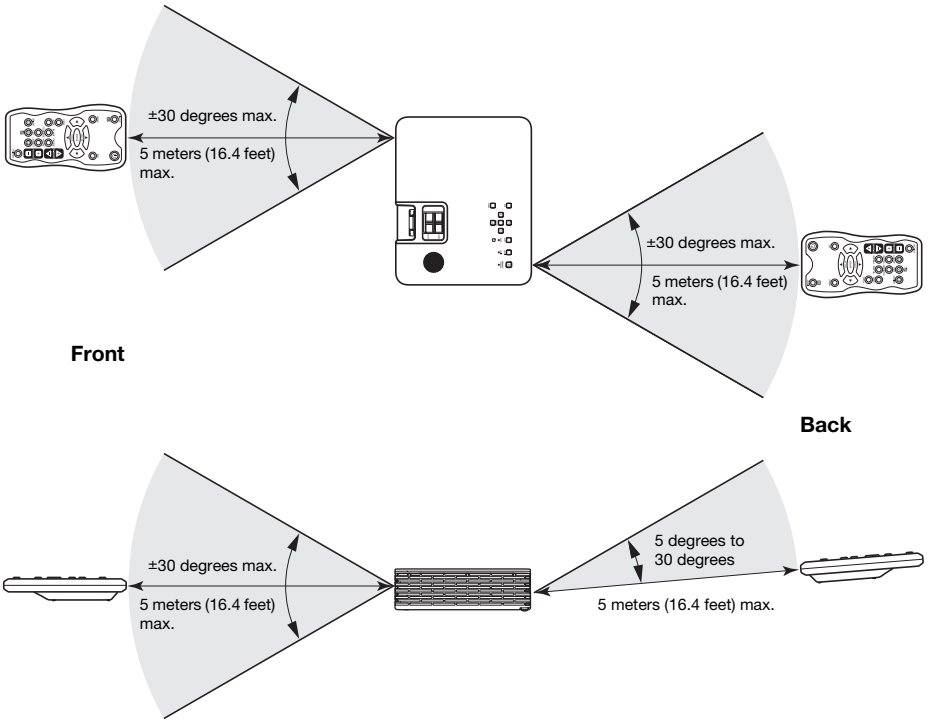 ±30 degrees max.
5 meters (16.4 feet)
max.
±30 degrees max.
5 meters (16.4 feet)
max.
Front
Back
±30 degrees max.
5 meters (16.4 feet)
max.
5 degrees to
30 degrees
5 meters (16.4 feet) max.